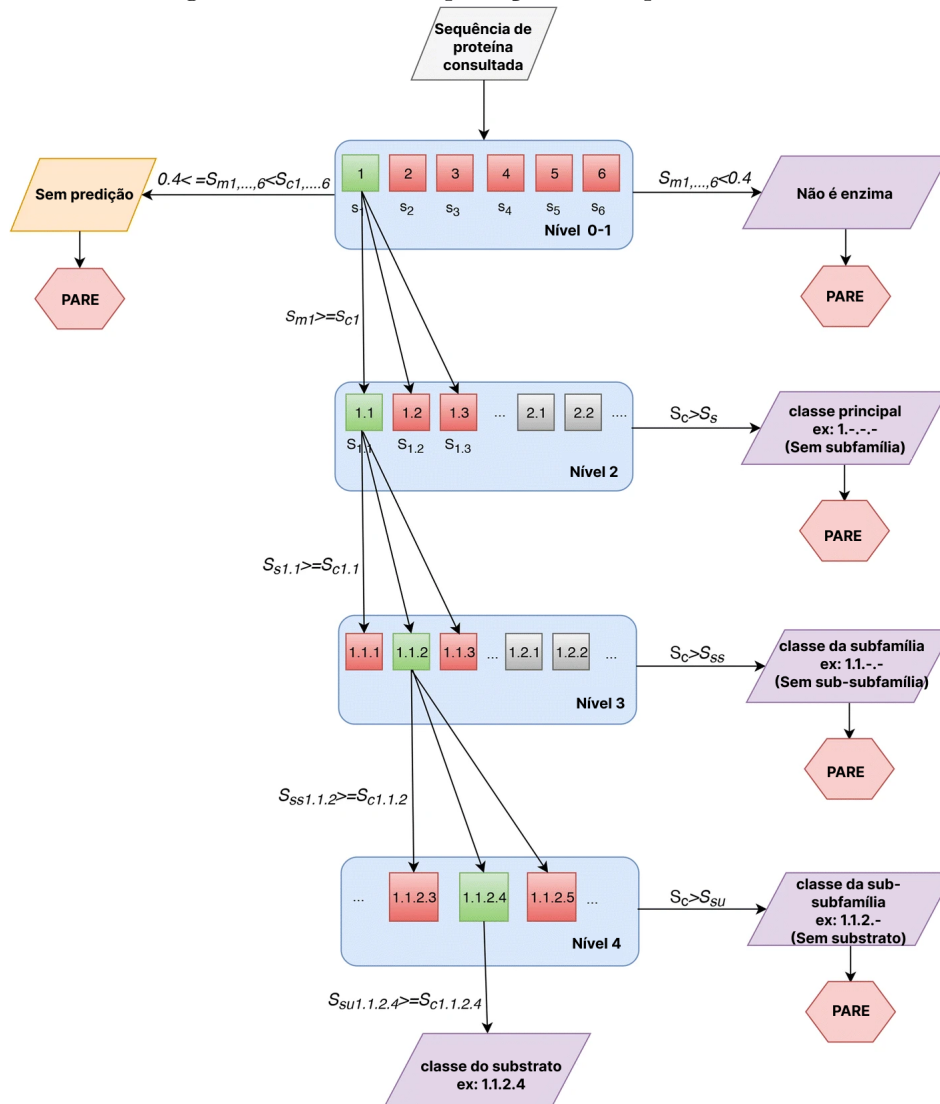 Sequência de
proteína
consultada
Sem predição
0.4< =Sm1,...,6<Sc1,....6
1 2 3 4 5 6
s1 s2 s3 s4 s5 s6
Nível 0-1
Sm1,...,6<0.4
Não é enzima
PARE
PARE
Sm1>=Sc1
1.1 1.2 1.3 ... 2.1 2.2 ....
S1.1 S1.2 S1.3
Nível 2
Sc>Ss
classe principal
ex: 1.-.-.-
(Sem subfamília)
PARE
Ss1.1>=Sc1.1
1.1.1 1.1.2 1.1.3 ... 1.2.1 1.2.2 ...
Nível 3
Sc>Sss
classe da subfamília
ex: 1.1.-.-
(Sem sub-subfamília)
PARE
Sss1.1.2>=Sc1.1.2
... 1.1.2.3 1.1.2.4 1.1.2.5 ...
Nível 4
Sc>Ssu
classe da sub-
subfamília
ex: 1.1.2.-
(Sem substrato)
PARE
Ssu1.1.2.4>=Sc1.1.2.4
classe do substrato
ex: 1.1.2.4